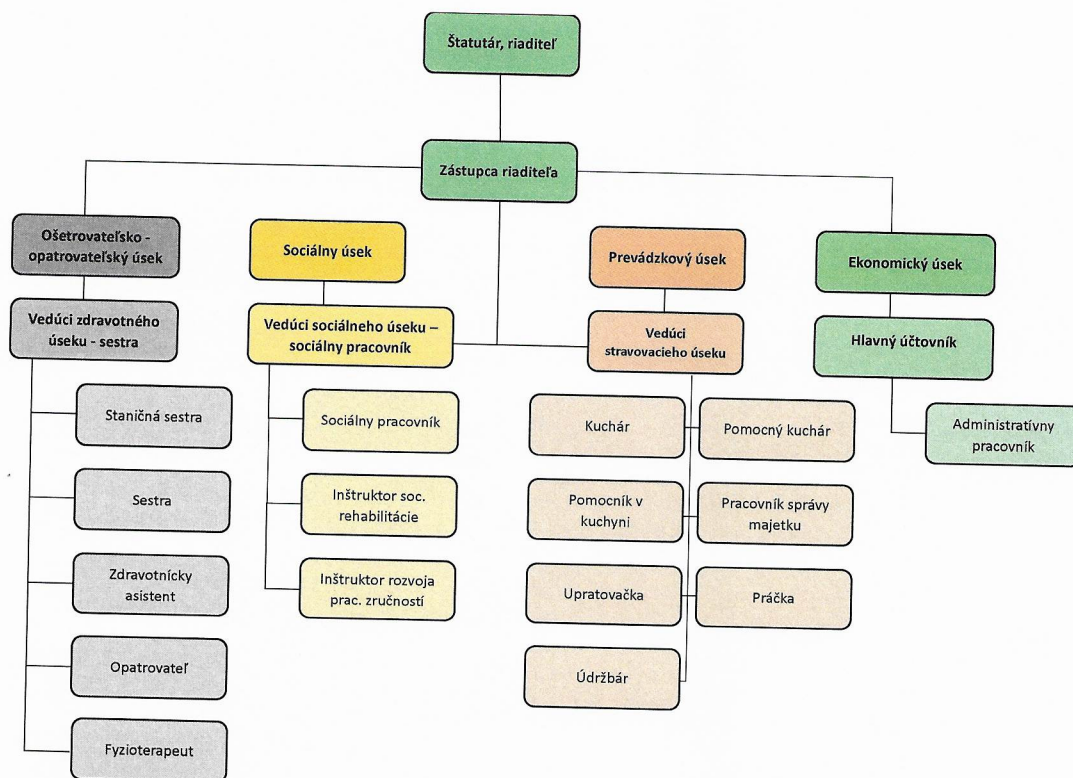 Štatutár, riaditeľ
Zástupca riaditeľa
Ošetrovateľsko -
opatrovateľský úsek
Vedúci zdravotného
úseku - sestra
Staničná sestra
Sestra
Zdravotnícky
asistent
Opatrovateľ
Fyzioterapeut
Sociálny úsek
Vedúci sociálneho úseku –
sociálny pracovník
Sociálny pracovník
Inštruktor soc.
rehabilitácie
Inštruktor rozvoja
prac. zručností
Prevádzkový úsek
Vedúci
stravovacieho úseku
Kuchár
Pomocný kuchár
Pomocník v
kuchyni
Pracovník správy
majetku
Upratovačka
Práčka
Údržbár
Ekonomický úsek
Hlavný účtovník
Administratívny
pracovník